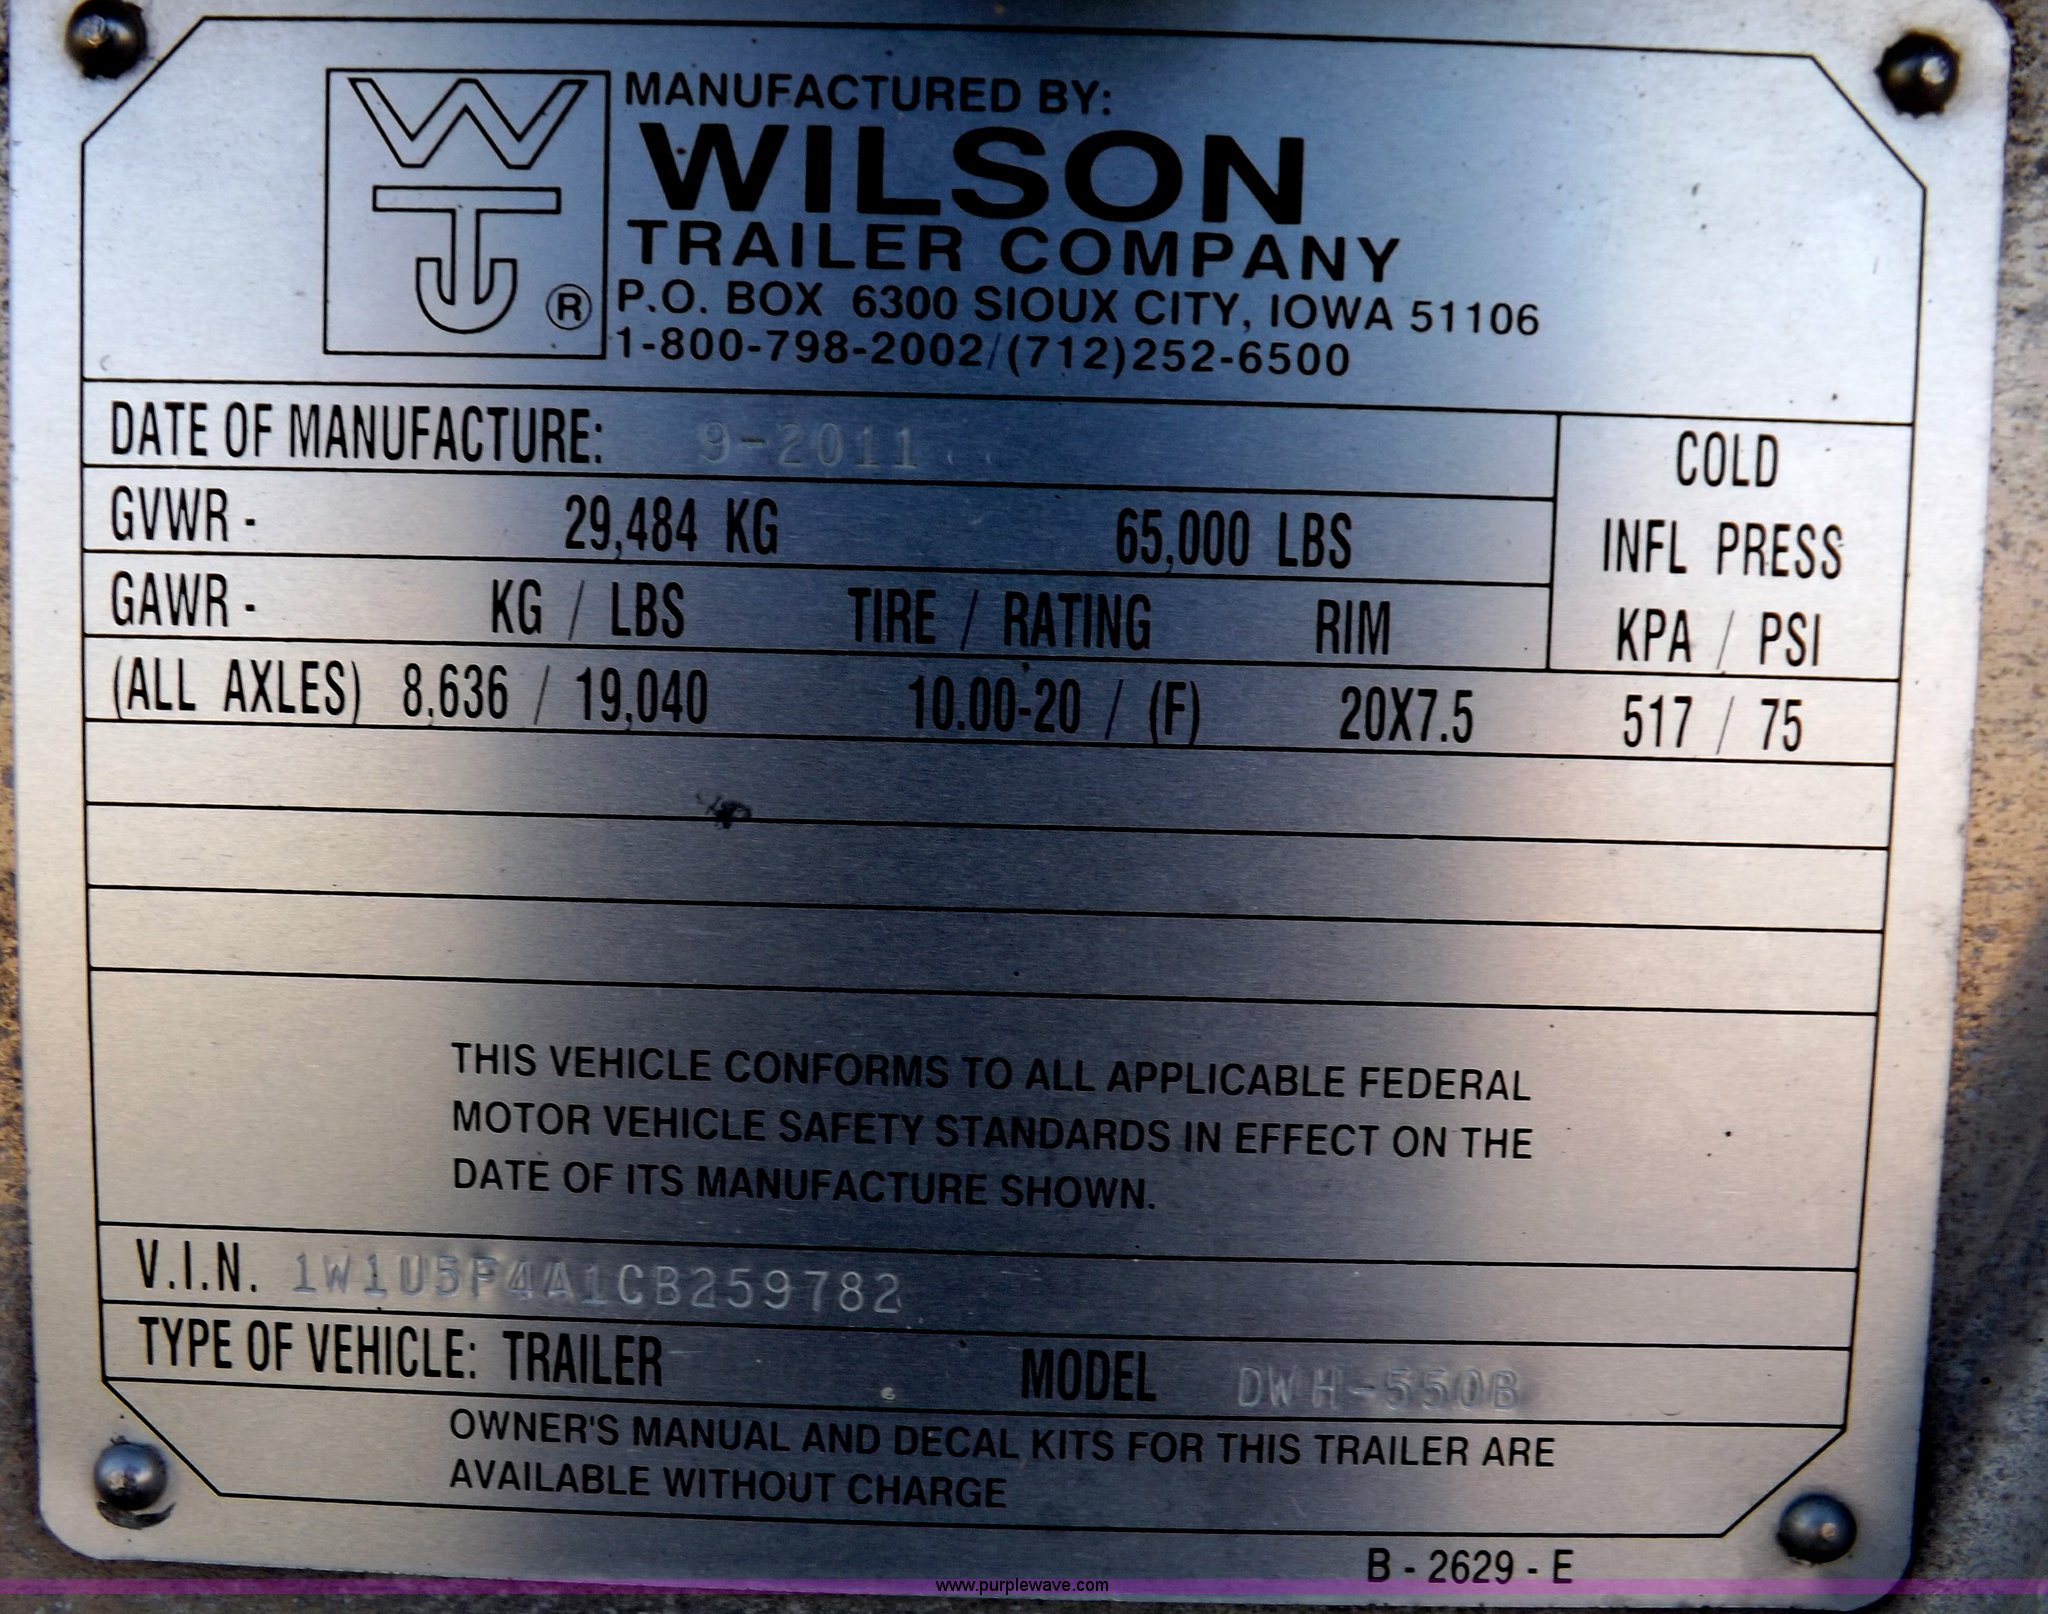 WTJ ®
MANUFACTURED BY:
WILSON
TRAILER COMPANY
P.O. BOX 6300 SIOUX CITY, IOWA 51106
1-800-798-2002/(712)252-6500
DATE OF MANUFACTURE: 9-2011
GVWR - 29,484 KG 65,000 LBS
GAWR - KG / LBS TIRE / RATING RIM
COLD
INFL PRESS
KPA / PSI
(ALL AXLES) 8,636 / 19,040 10.00-20 / (F) 20X7.5 517 / 75
THIS VEHICLE CONFORMS TO ALL APPLICABLE FEDERAL
MOTOR VEHICLE SAFETY STANDARDS IN EFFECT ON THE
DATE OF ITS MANUFACTURE SHOWN.
V.I.N. 1W1U5F4A1CB259782
TYPE OF VEHICLE: TRAILER MODEL DWH-550B
OWNER'S MANUAL AND DECAL KITS FOR THIS TRAILER ARE
AVAILABLE WITHOUT CHARGE
B - 2629 - E
www.purplewave.com